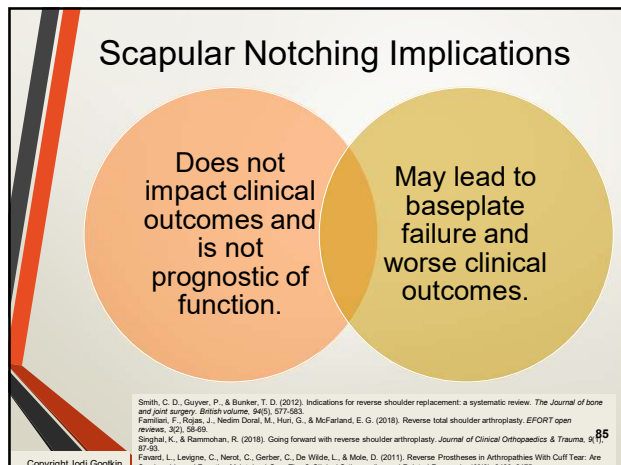 Scapular Notching Implications
Does not
impact clinical
outcomes and
is not
prognostic of
function.
May lead to
baseplate
failure and
worse clinical
outcomes.
Smith, C. D., Guyver, P., & Bunker, T. D. (2012). Indications for reverse shoulder replacement: a systematic review. The Journal of bone
and joint surgery. British volume, 94(5), 577-583.
Familiari, F., Rojas, J., Nedim Doral, M., Huri, G., & McFarland, E. G. (2018). Reverse total shoulder arthroplasty. EFORT open
reviews, 3(2), 58-69.
Singhal, K., & Rammohan, R. (2018). Going forward with reverse shoulder arthroplasty. Journal of Clinical Orthopaedics & Trauma, 9(1),
87-93.
85
Favard, L., Levigne, C., Nerot, C., Gerber, C., De Wilde, L., & Mole, D. (2011). Reverse Prostheses in Arthropathies With Cuff Tear: Are
Copyright Jodi Gootkin